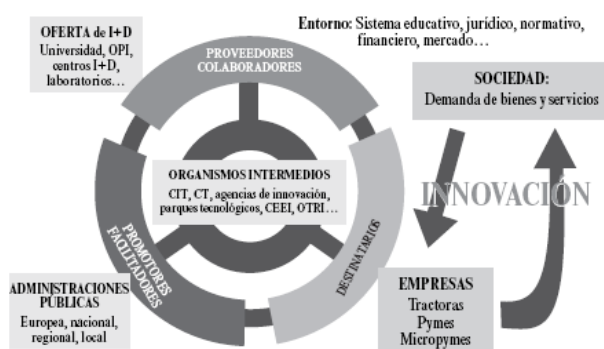 OFERTA de I+D
Universidad, OPI,
centros I+D,
laboratorios...
PROVEEDORES
COLABORADORES
Entorno: Sistema educativo, jurídico, normativo,
financiero, mercado...
SOCIEDAD:
Demanda de bienes y servicios
ORGANISMOS INTERMEDIOS
CIT, CT, agencias de innovación,
parques tecnológicos, CEEI, OTRI...
INNOVACIÓN
PROMOTORES
FACILITADORES
DESTINATARIOS
ADMINISTRACIONES
PÚBLICAS
Europea, nacional,
regional, local
EMPRESAS
Tractoras
Pymes
Micropymes